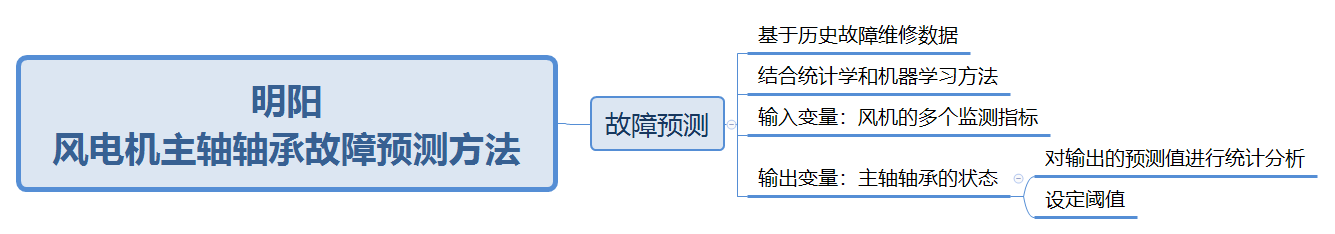 明阳
风电机主轴轴承故障预测方法
故障预测
基于历史故障维修数据
结合统计学和机器学习方法
输入变量：风机的多个监测指标
输出变量：主轴轴承的状态
对输出的预测值进行统计分析
设定阈值